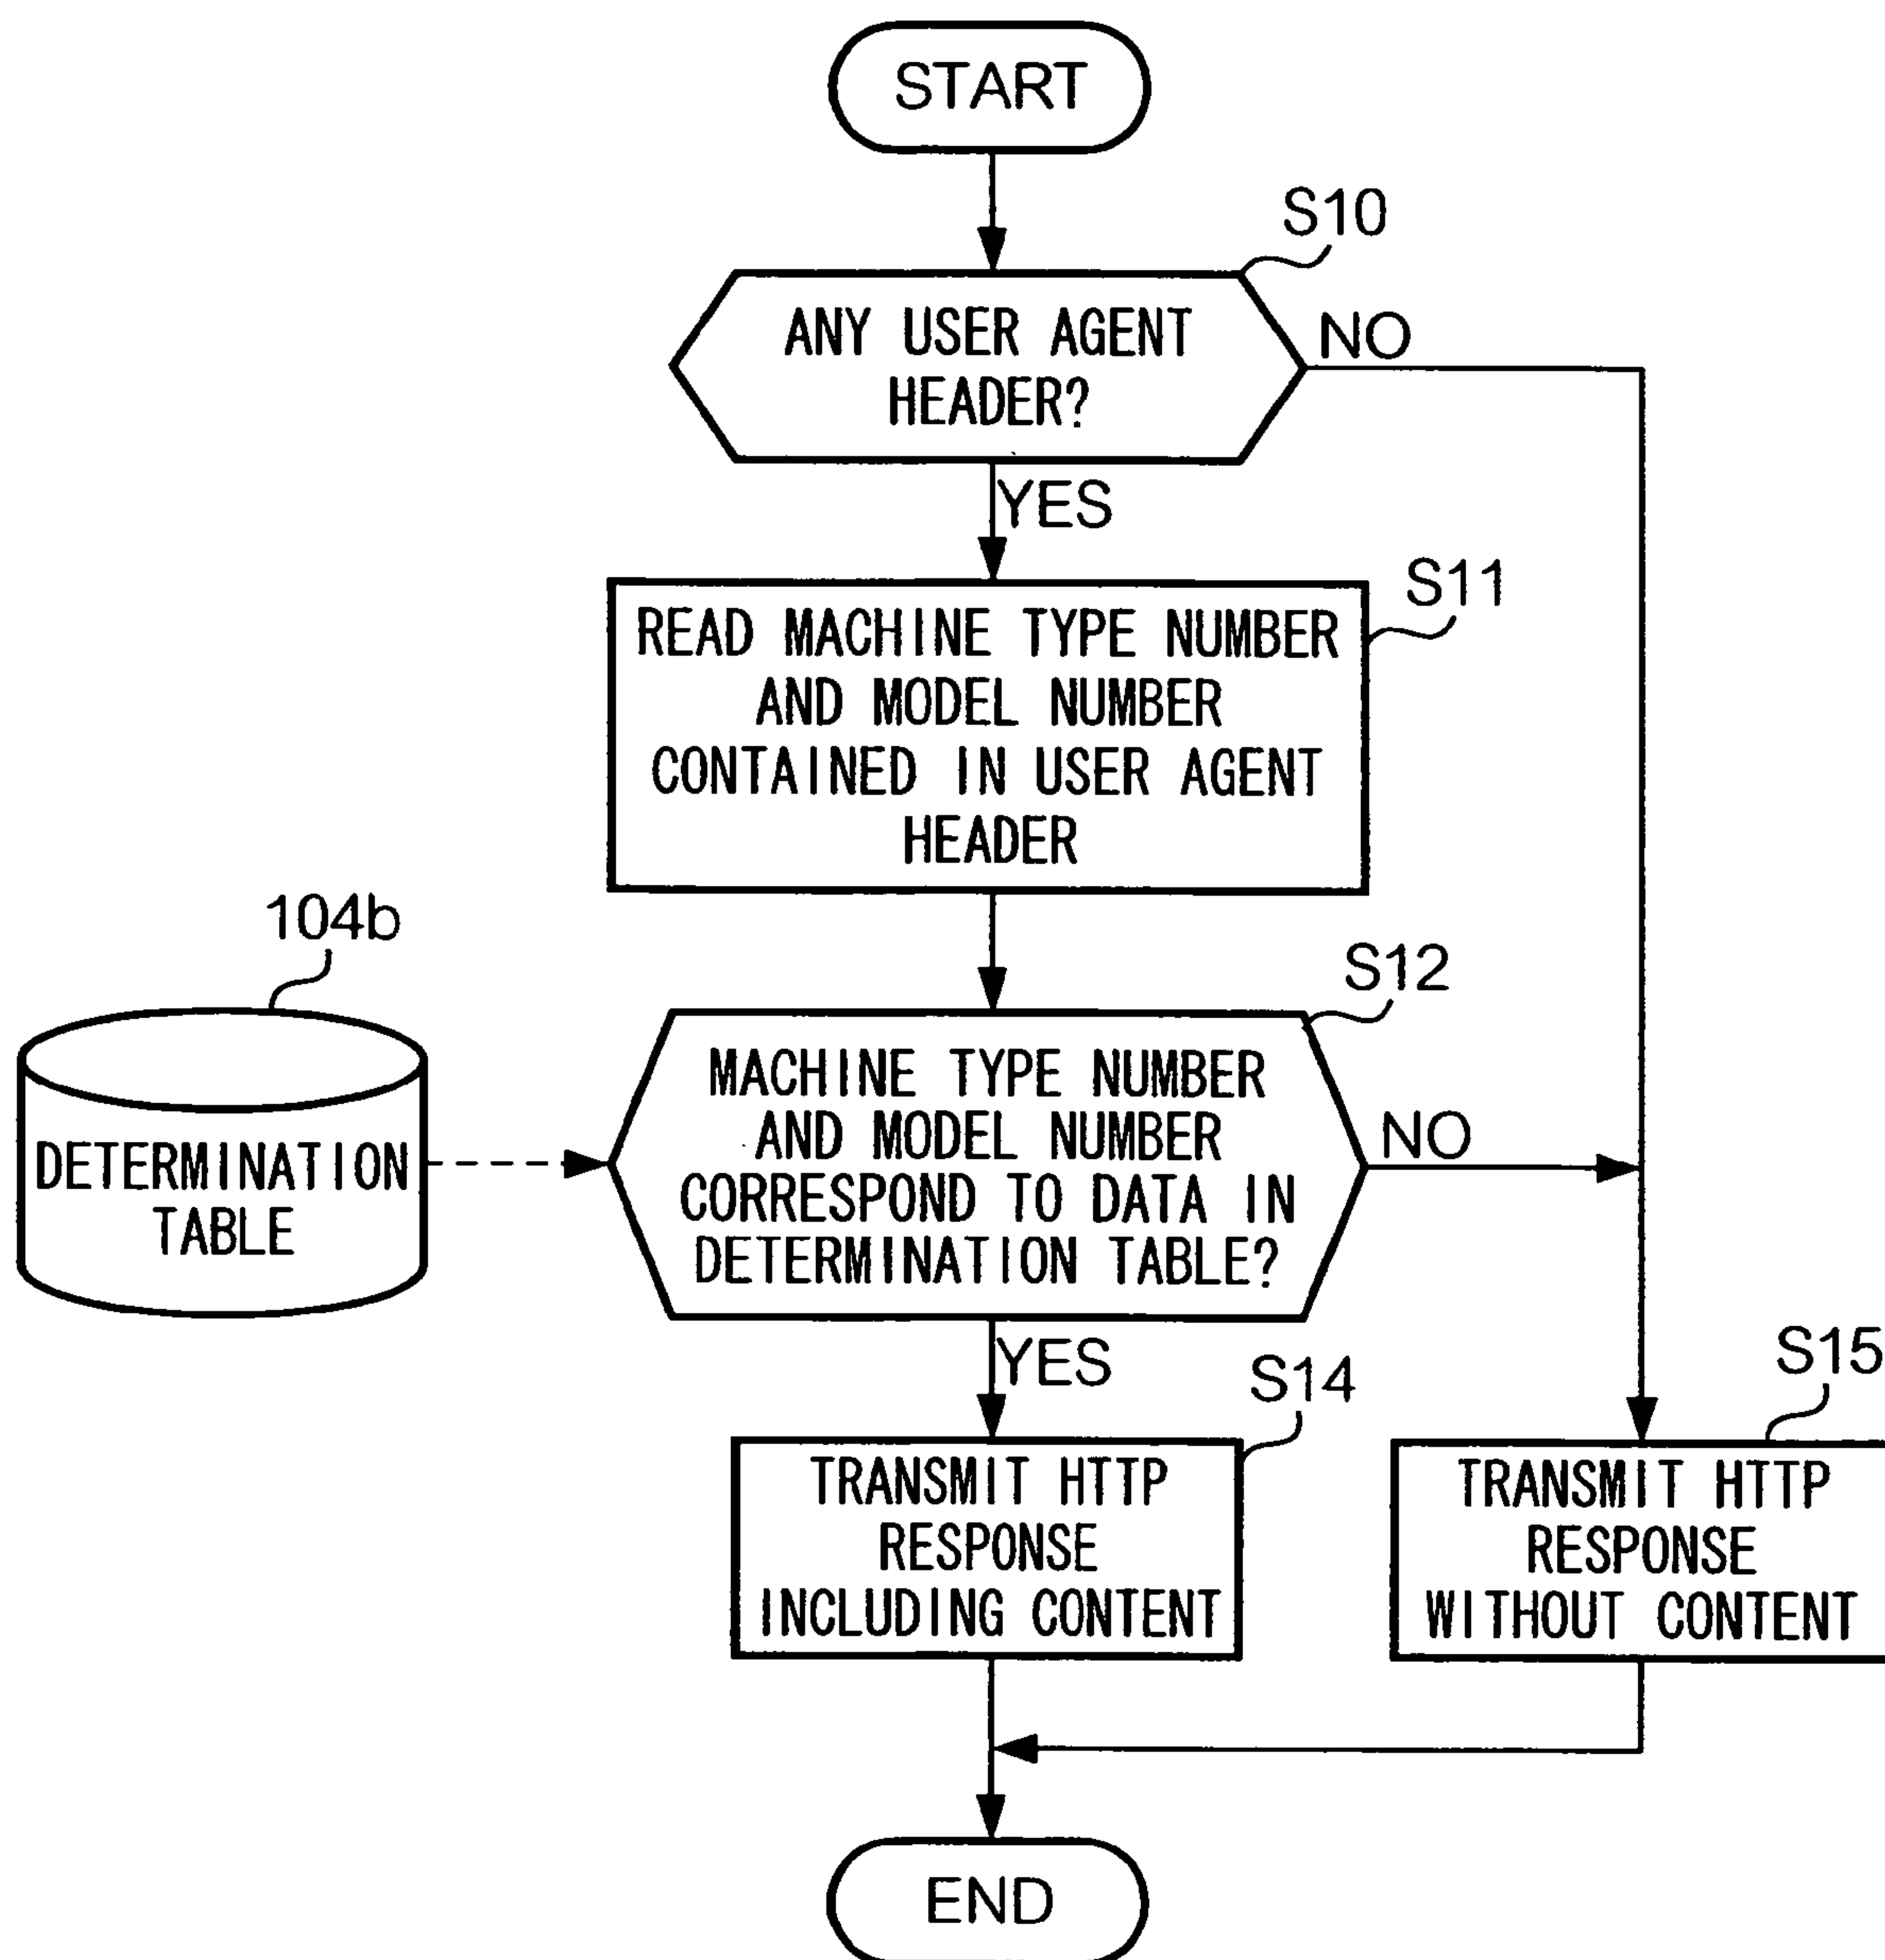 START
S10
ANY USER AGENT
HEADER?
NO
YES
S11
READ MACHINE TYPE NUMBER
AND MODEL NUMBER
CONTAINED IN USER AGENT
HEADER
104b
DETERMINATION
TABLE
S12
MACHINE TYPE NUMBER
AND MODEL NUMBER
CORRESPOND TO DATA IN
DETERMINATION TABLE?
NO
YES
S14
TRANSMIT HTTP
RESPONSE
INCLUDING CONTENT
S15
TRANSMIT HTTP
RESPONSE
WITHOUT CONTENT
END